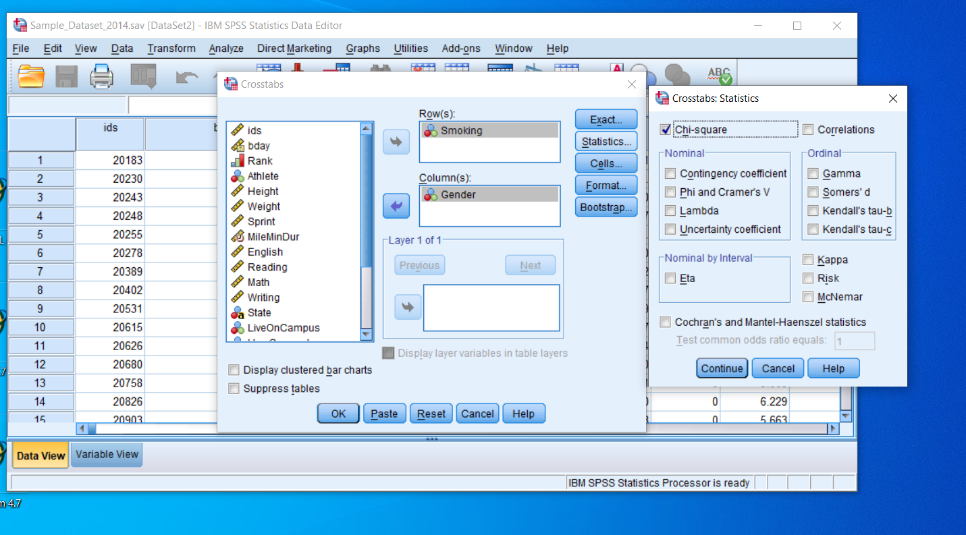 Sample_Dataset_2014.sav [DataSet2] - IBM SPSS Statistics Data Editor
File Edit View Data Transform Analyze Direct Marketing Graphs Utilities Add-ons Window Help
ABC
ids
1 20183
2 20230
3 20243
4 20248
5 20255
6 20278
7 20389
8 20402
9 20531
10 20615
11 20626
12 20680
13 20758
14 20826 0 6.229
15 20903 0 5.663
Data View Variable View
IBM SPSS Statistics Processor is ready
Crosstabs
ids
bday
Rank
Athlete
Height
Weight
Sprint
MileMinDur
English
Reading
Math
Writing
State
LiveOnCampus
Row(s):
Smoking
Column(s):
Gender
Layer 1 of 1
Previous Next
Display layer variables in table layers
Exact...
Statistics...
Cells...
Format...
Bootstrap...
Display clustered bar charts
Suppress tables
OK Paste Reset Cancel Help
Crosstabs: Statistics
Chi-square Correlations
Nominal
Contingency coefficient
Phi and Cramer's V
Lambda
Uncertainty coefficient
Ordinal
Gamma
Somers' d
Kendall's tau-b
Kendall's tau-c
Nominal by Interval
Eta
Kappa
Risk
McNemar
Cochran's and Mantel-Haenszel statistics
Test common odds ratio equals: 1
Continue Cancel Help
m 4.7